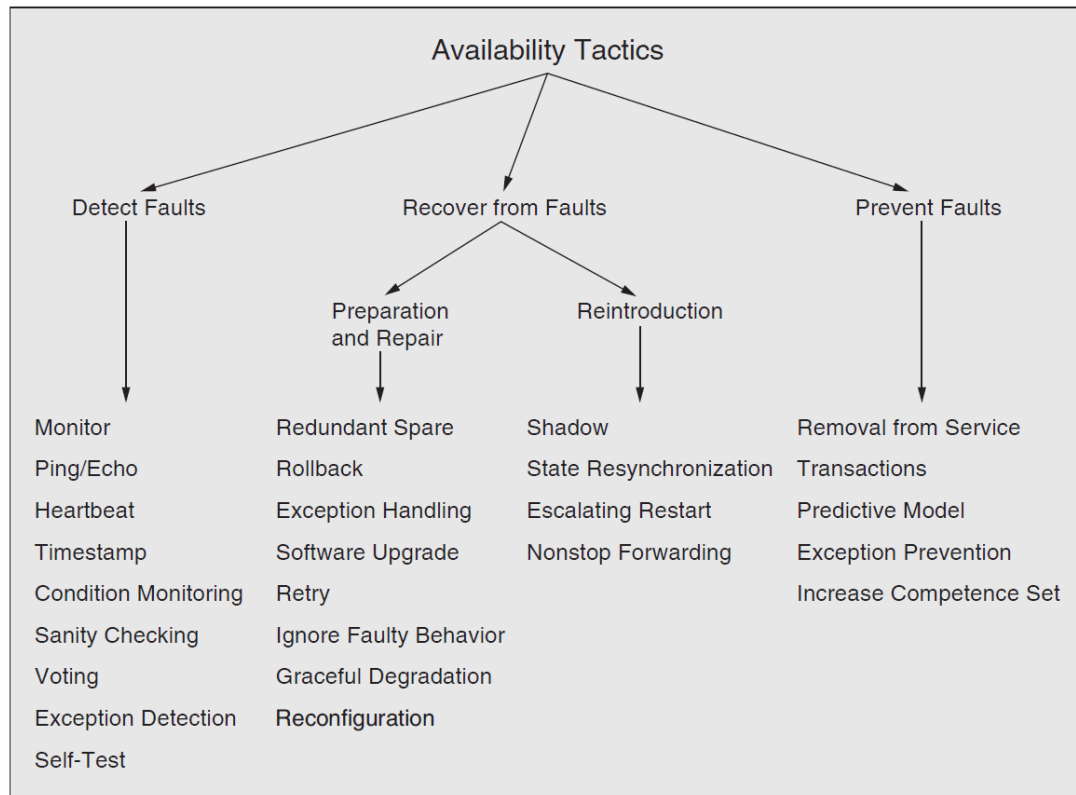 Availability Tactics
Detect Faults
Recover from Faults
Prevent Faults
Preparation
and Repair
Reintroduction
Monitor
Ping/Echo
Heartbeat
Timestamp
Condition Monitoring
Sanity Checking
Voting
Exception Detection
Self-Test
Redundant Spare
Rollback
Exception Handling
Software Upgrade
Retry
Ignore Faulty Behavior
Graceful Degradation
Reconfiguration
Shadow
State Resynchronization
Escalating Restart
Nonstop Forwarding
Removal from Service
Transactions
Predictive Model
Exception Prevention
Increase Competence Set